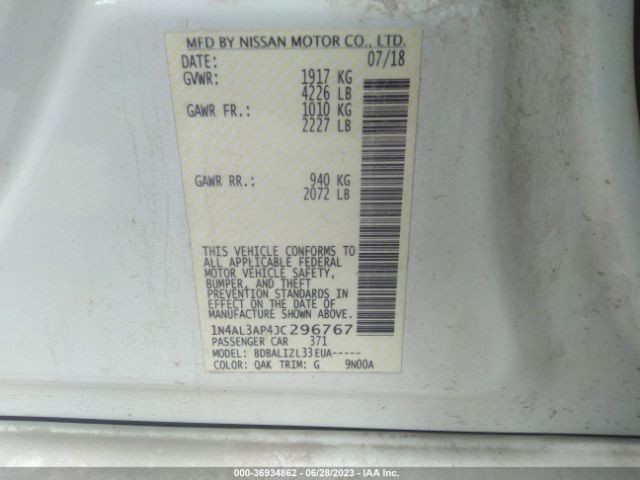 MFD BY NISSAN MOTOR CO., LTD.
DATE: 07/18
GVWR: 1917 KG
4226 LB
GAWR FR.: 1010 KG
2227 LB
GAWR RR.: 940 KG
2072 LB
THIS VEHICLE CONFORMS TO
ALL APPLICABLE FEDERAL
MOTOR VEHICLE SAFETY,
BUMPER, AND THEFT
PREVENTION STANDARDS IN
EFFECT ON THE DATE OF
MANUFACTURE SHOWN ABOVE.
1N4AL3AP4JC296767
PASSENGER CAR 371
MODEL: BDBALIZL33EUA-----
COLOR: QAK TRIM: G 9N00A
000-36934862 - 06/28/2023 - IAA Inc.